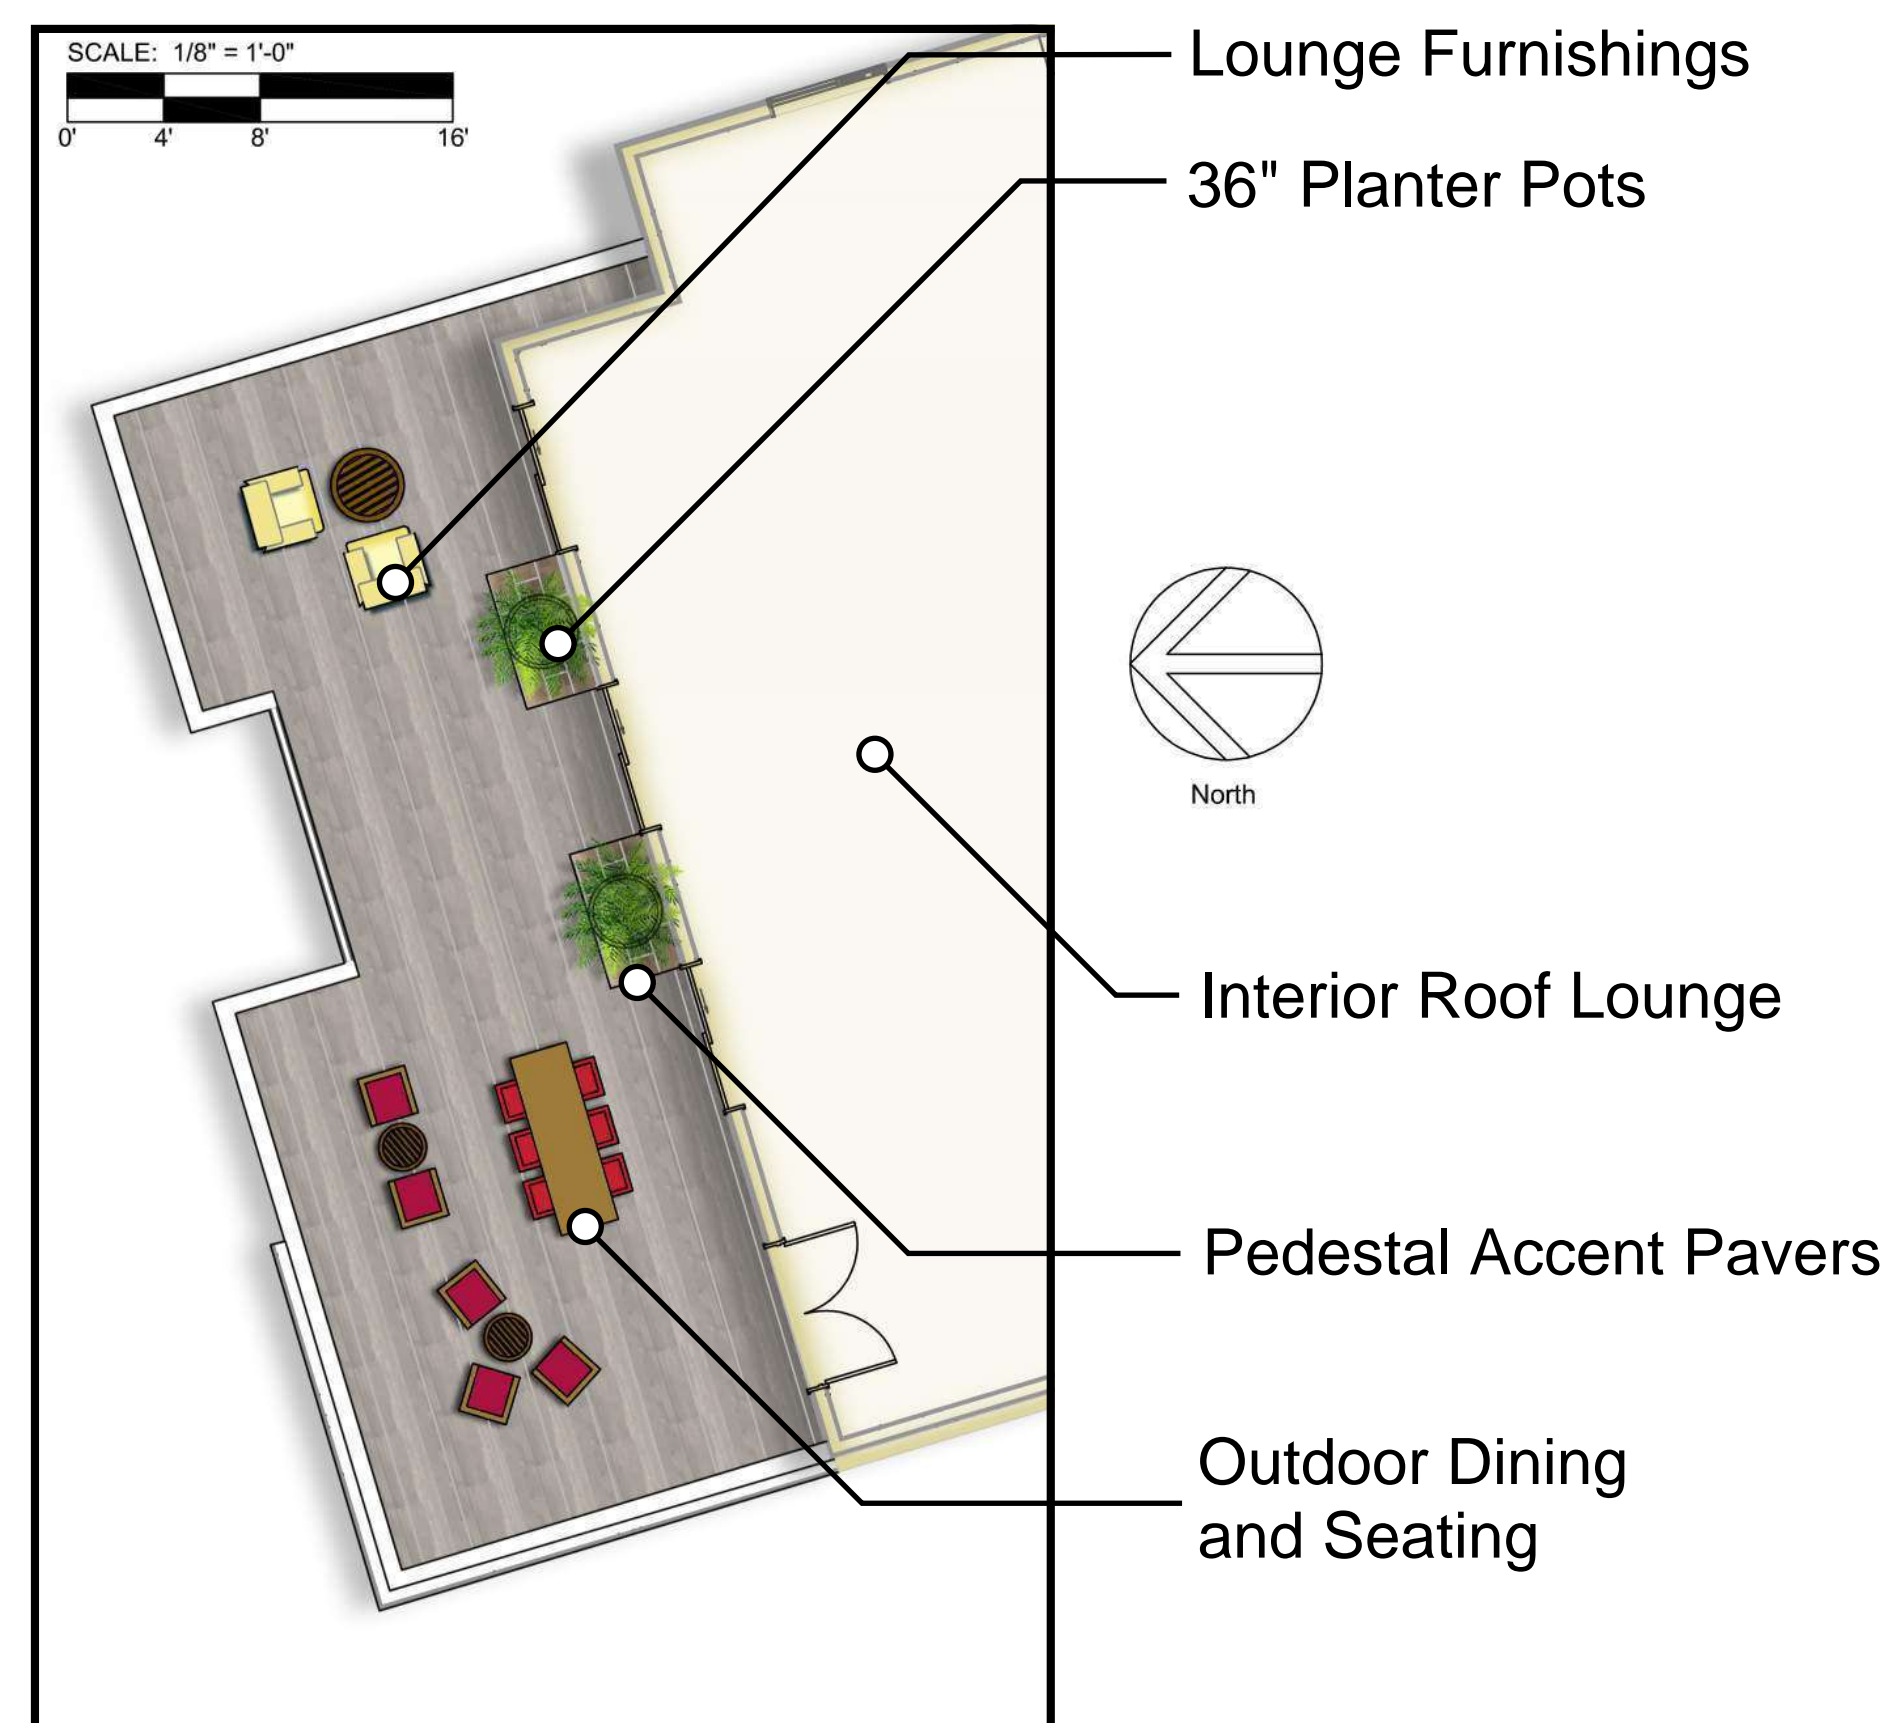 SCALE: 1/8" = 1'-0"
0' 4' 8' 16'
Lounge Furnishings
36" Planter Pots
North
Interior Roof Lounge
Pedestal Accent Pavers
Outdoor Dining
and Seating